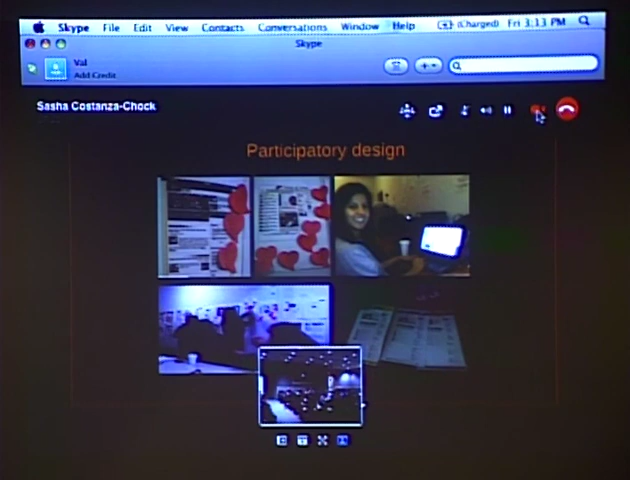 Skype File Edit View Contacts Conversations Window Help (Charged) Fri 3:13 PM
Skype
Val
Add Credit
Sasha Costanza-Chock
Participatory design